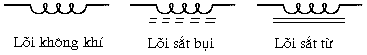 Lõi không khí
Lõi sắt bụi
Lõi sắt từ